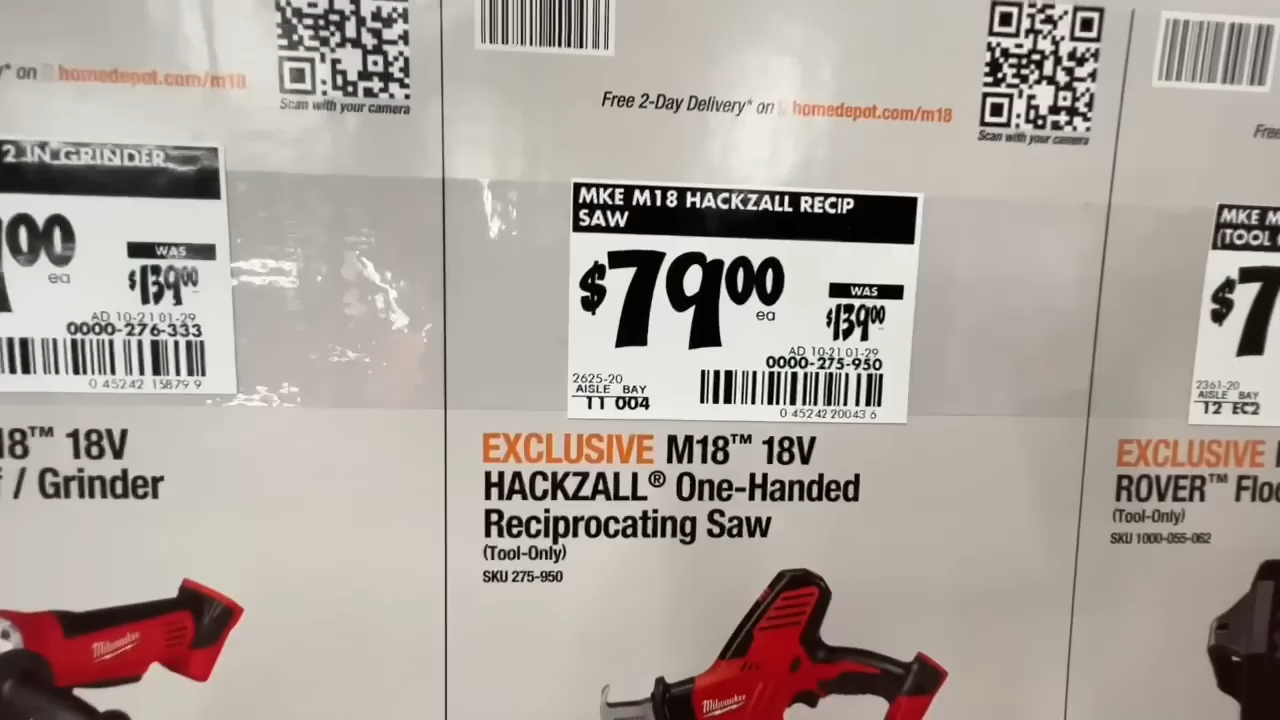 on homedepot.com/m18
Scan with your camera
2 IN GRINDER
00
ea
WAS
$139.00
AD 10-21 01-29
0000-276-333
0 45242 15879 9
18™ 18V
/ Grinder
Milwaukee
Free 2-Day Delivery* on homedepot.com/m18
Scan with your camera
MKE M18 HACKZALL RECIP
SAW
$79.00
ea
WAS
$139.00
AD 10-21 01-29
0000-275-950
2625-20
AISLE BAY
11 004
0 45242 20043 6
EXCLUSIVE M18™ 18V
HACKZALL® One-Handed
Reciprocating Saw
(Tool-Only)
SKU 275-950
Milwaukee
MKE
(TOOL
$7
2361-20
AISLE BAY
12 EC2
EXCLUSIVE
ROVER™
(Tool-Only)
SKU 1000-055-062